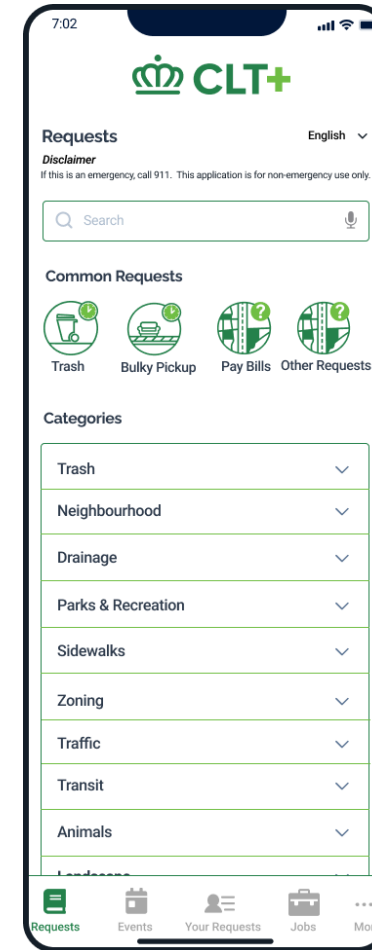 7:02
CLT+
Requests
English
Disclaimer
If this is an emergency, call 911. This application is for non-emergency use only.
Search
Common Requests
? ?
Trash Bulky Pickup Pay Bills Other Requests
Categories
Trash
Neighbourhood
Drainage
Parks & Recreation
Sidewalks
Zoning
Traffic
Transit
Animals
Landscape
Requests Events Your Requests Jobs